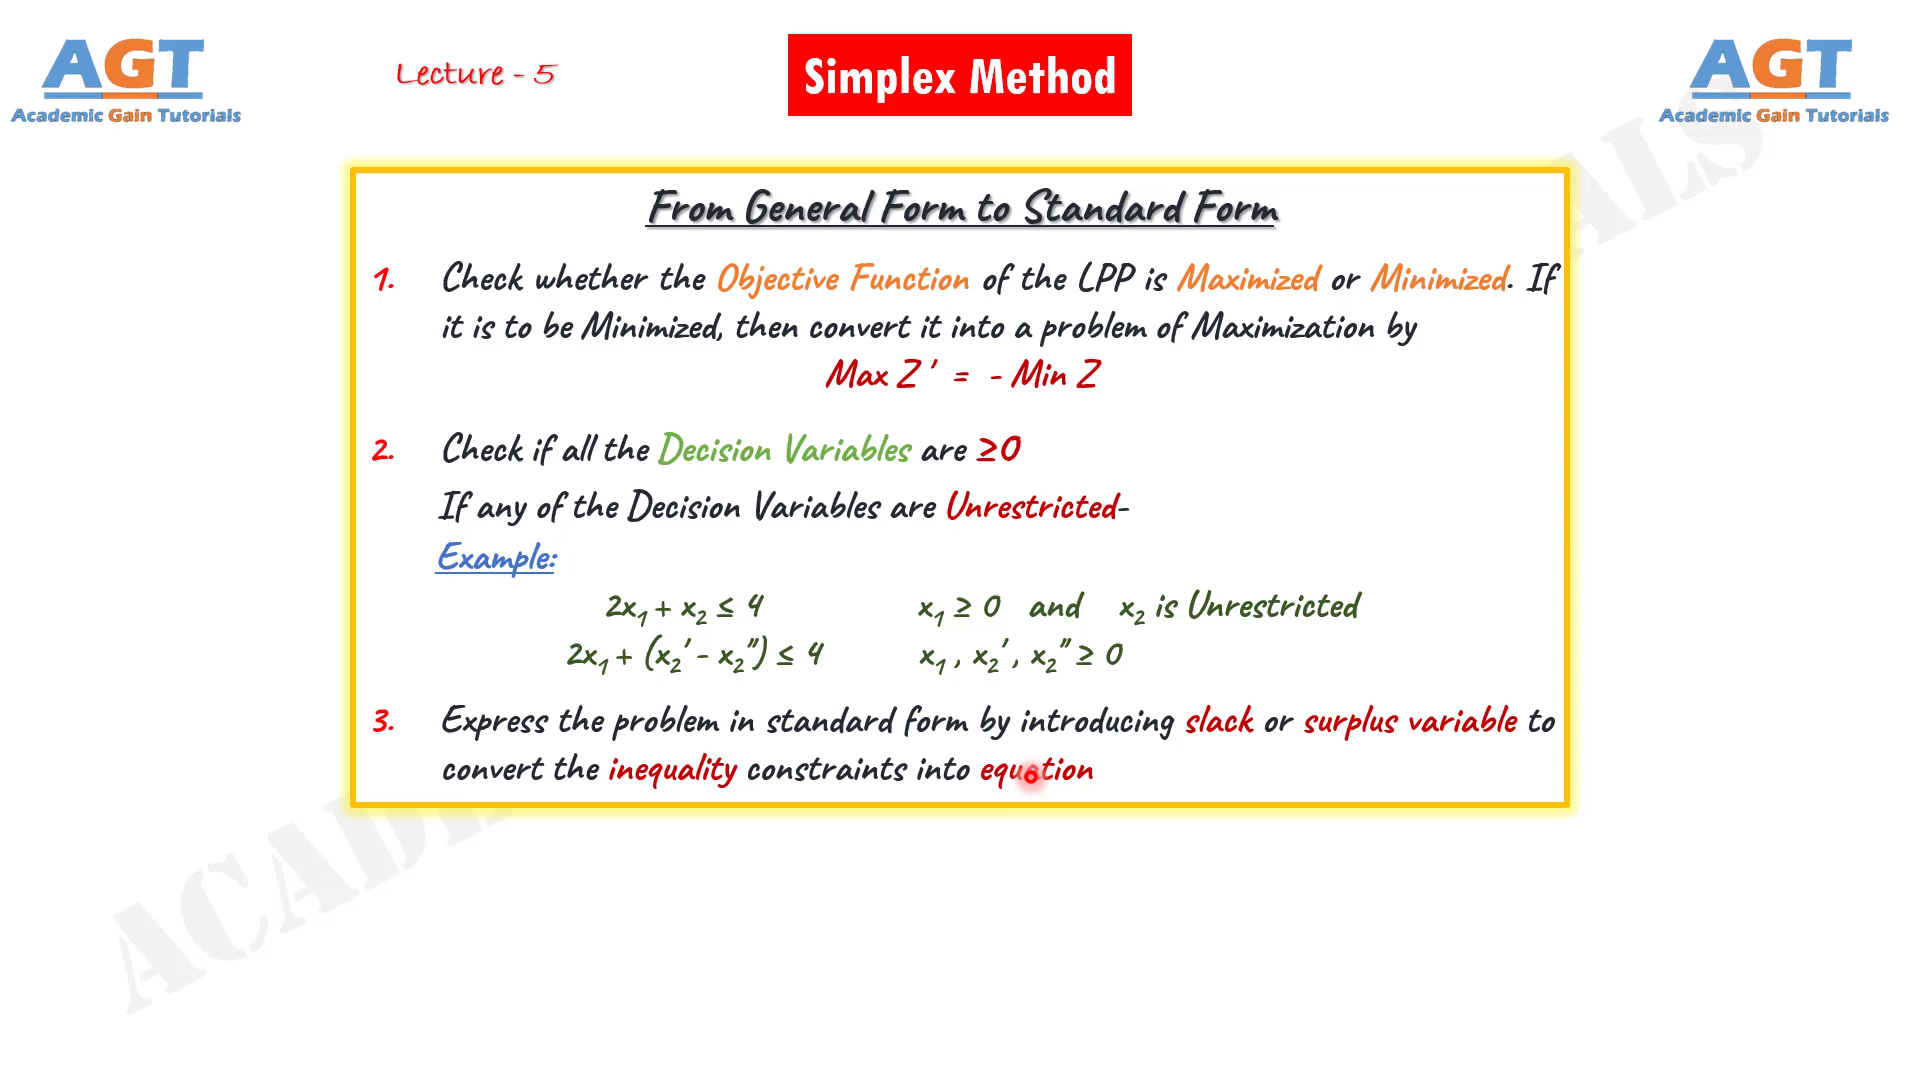 AGT
Academic Gain Tutorials
Lecture - 5
Simplex Method
AGT
Academic Gain Tutorials
From General Form to Standard Form
1. Check whether the Objective Function of the LPP is Maximized or Minimized. If
it is to be Minimized, then convert it into a problem of Maximization by
Max Z ' = - Min Z
2. Check if all the Decision Variables are ≥0
If any of the Decision Variables are Unrestricted-
Example:
2x₁ + x₂ ≤ 4 x₁ ≥ 0 and x₂ is Unrestricted
2x₁ + (x₂' - x₂") ≤ 4 x₁ , x₂' , x₂" ≥ 0
3. Express the problem in standard form by introducing slack or surplus variable to
convert the inequality constraints into equation